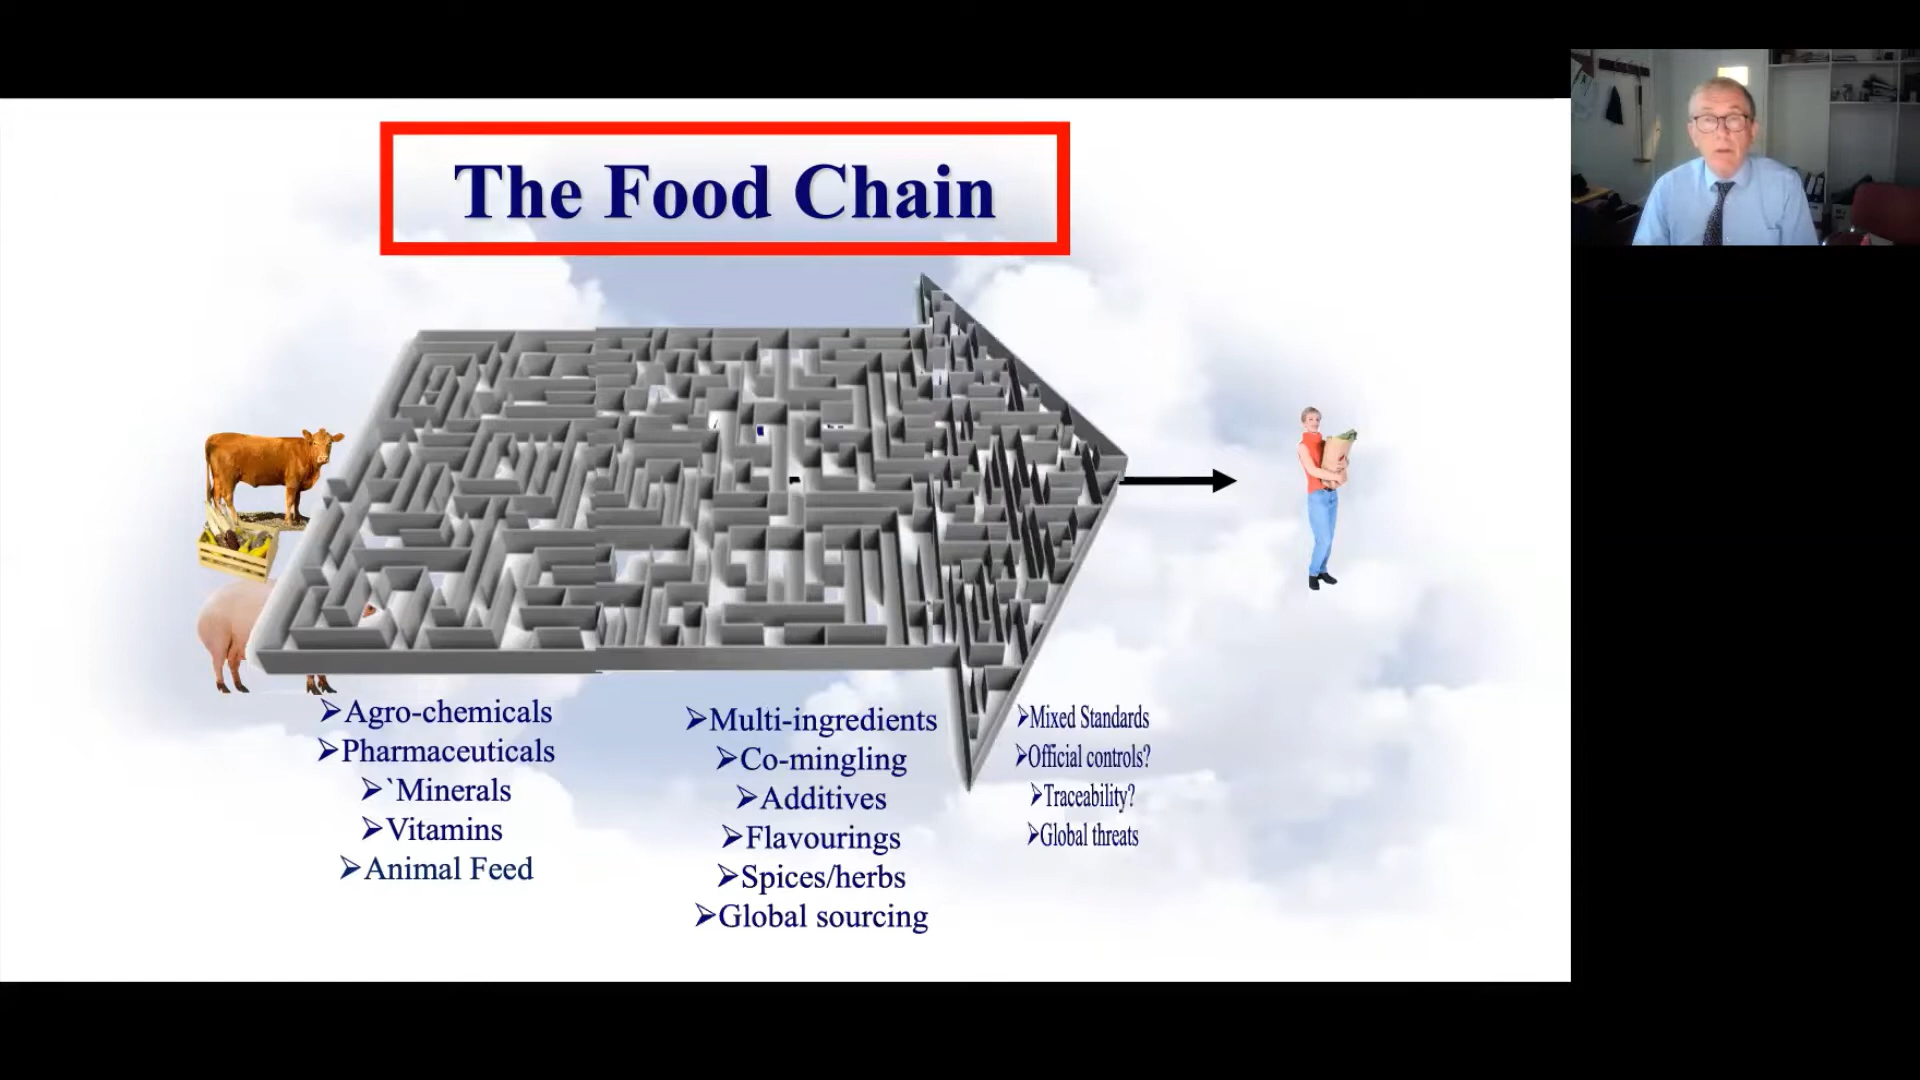 The Food Chain
➢Agro-chemicals
➢Pharmaceuticals
➢`Minerals
➢Vitamins
➢Animal Feed
➢Multi-ingredients
➢Co-mingling
➢Additives
➢Flavourings
➢Spices/herbs
➢Global sourcing
➢Mixed Standards
➢Official controls?
➢Traceability?
➢Global threats